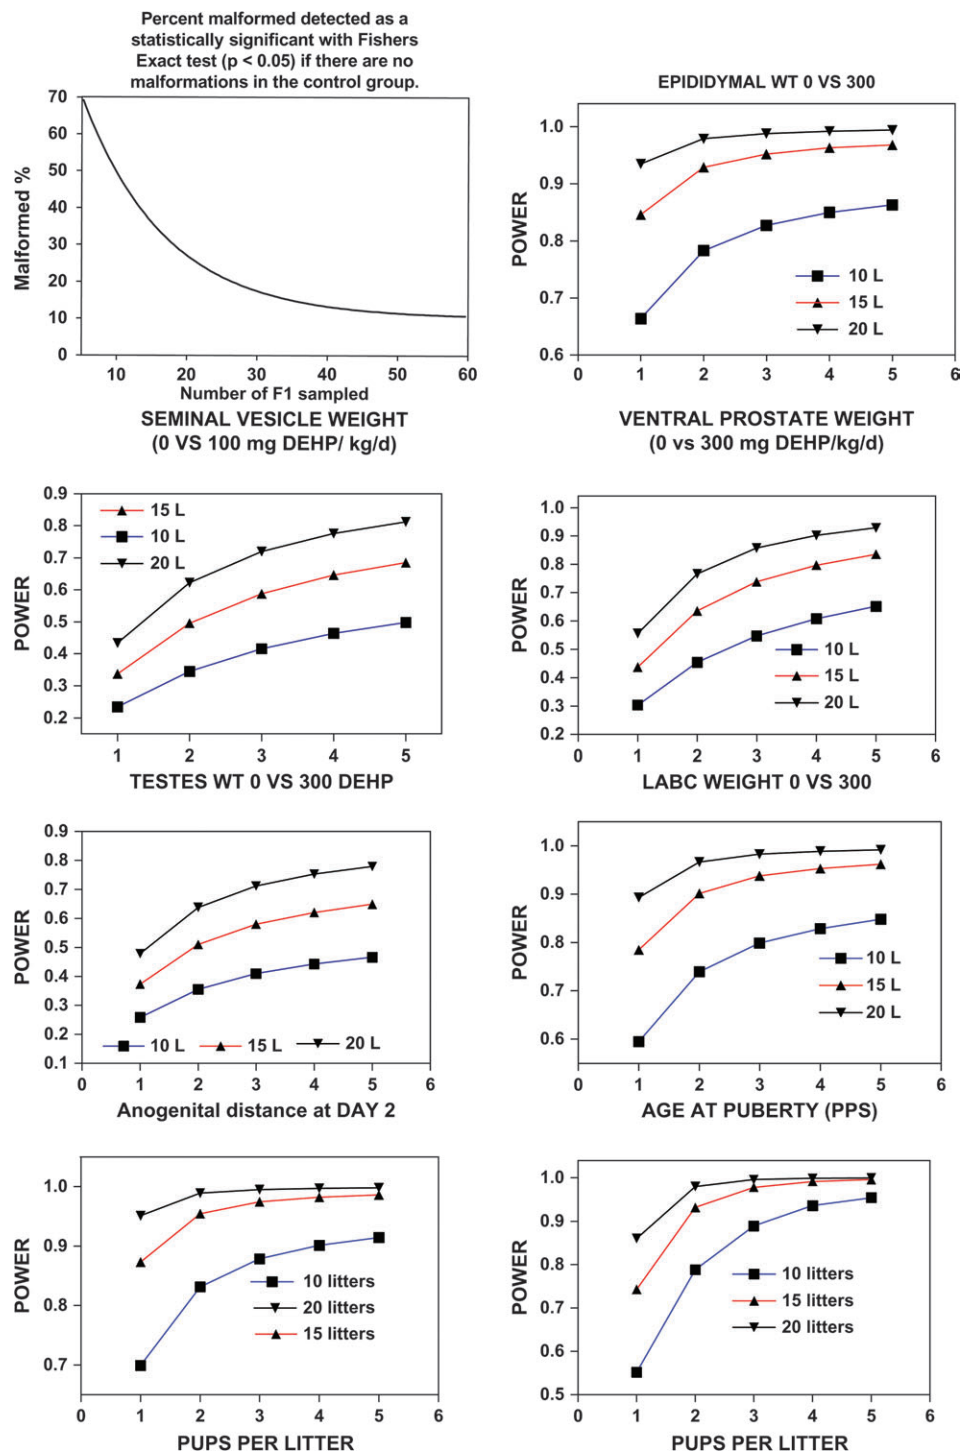 Percent malformed detected as a
statistically significant with Fishers
Exact test (p < 0.05) if there are no
malformations in the control group.
70
60
50
40
30
20
10
0
Malformed %
10 20 30 40 50 60
Number of F1 sampled
EPIDIDYMAL WT 0 VS 300
1.0
0.9
0.8
0.7
0.6
POWER
10 L
15 L
20 L
0 1 2 3 4 5 6
SEMINAL VESICLE WEIGHT
(0 VS 100 mg DEHP/ kg/d)
0.9
0.8
0.7
0.6
0.5
0.4
0.3
0.2
POWER
15 L
10 L
20 L
1 2 3 4 5
VENTRAL PROSTATE WEIGHT
(0 vs 300 mg DEHP/kg/d)
1.0
0.9
0.8
0.7
0.6
0.5
0.4
0.3
0.2
POWER
10 L
15 L
20 L
0 1 2 3 4 5 6
TESTES WT 0 VS 300 DEHP
0.9
0.8
0.7
0.6
0.5
0.4
0.3
0.2
0.1
POWER
10 L 15 L 20 L
0 1 2 3 4 5 6
LABC WEIGHT 0 VS 300
1.0
0.9
0.8
0.7
0.6
POWER
10 L
15 L
20 L
0 1 2 3 4 5 6
Anogenital distance at DAY 2
1.0
0.9
0.8
0.7
POWER
10 litters
20 litters
15 litters
0 1 2 3 4 5 6
PUPS PER LITTER
AGE AT PUBERTY (PPS)
1.0
0.9
0.8
0.7
0.6
0.5
POWER
10 litters
15 litters
20 litters
0 1 2 3 4 5 6
PUPS PER LITTER